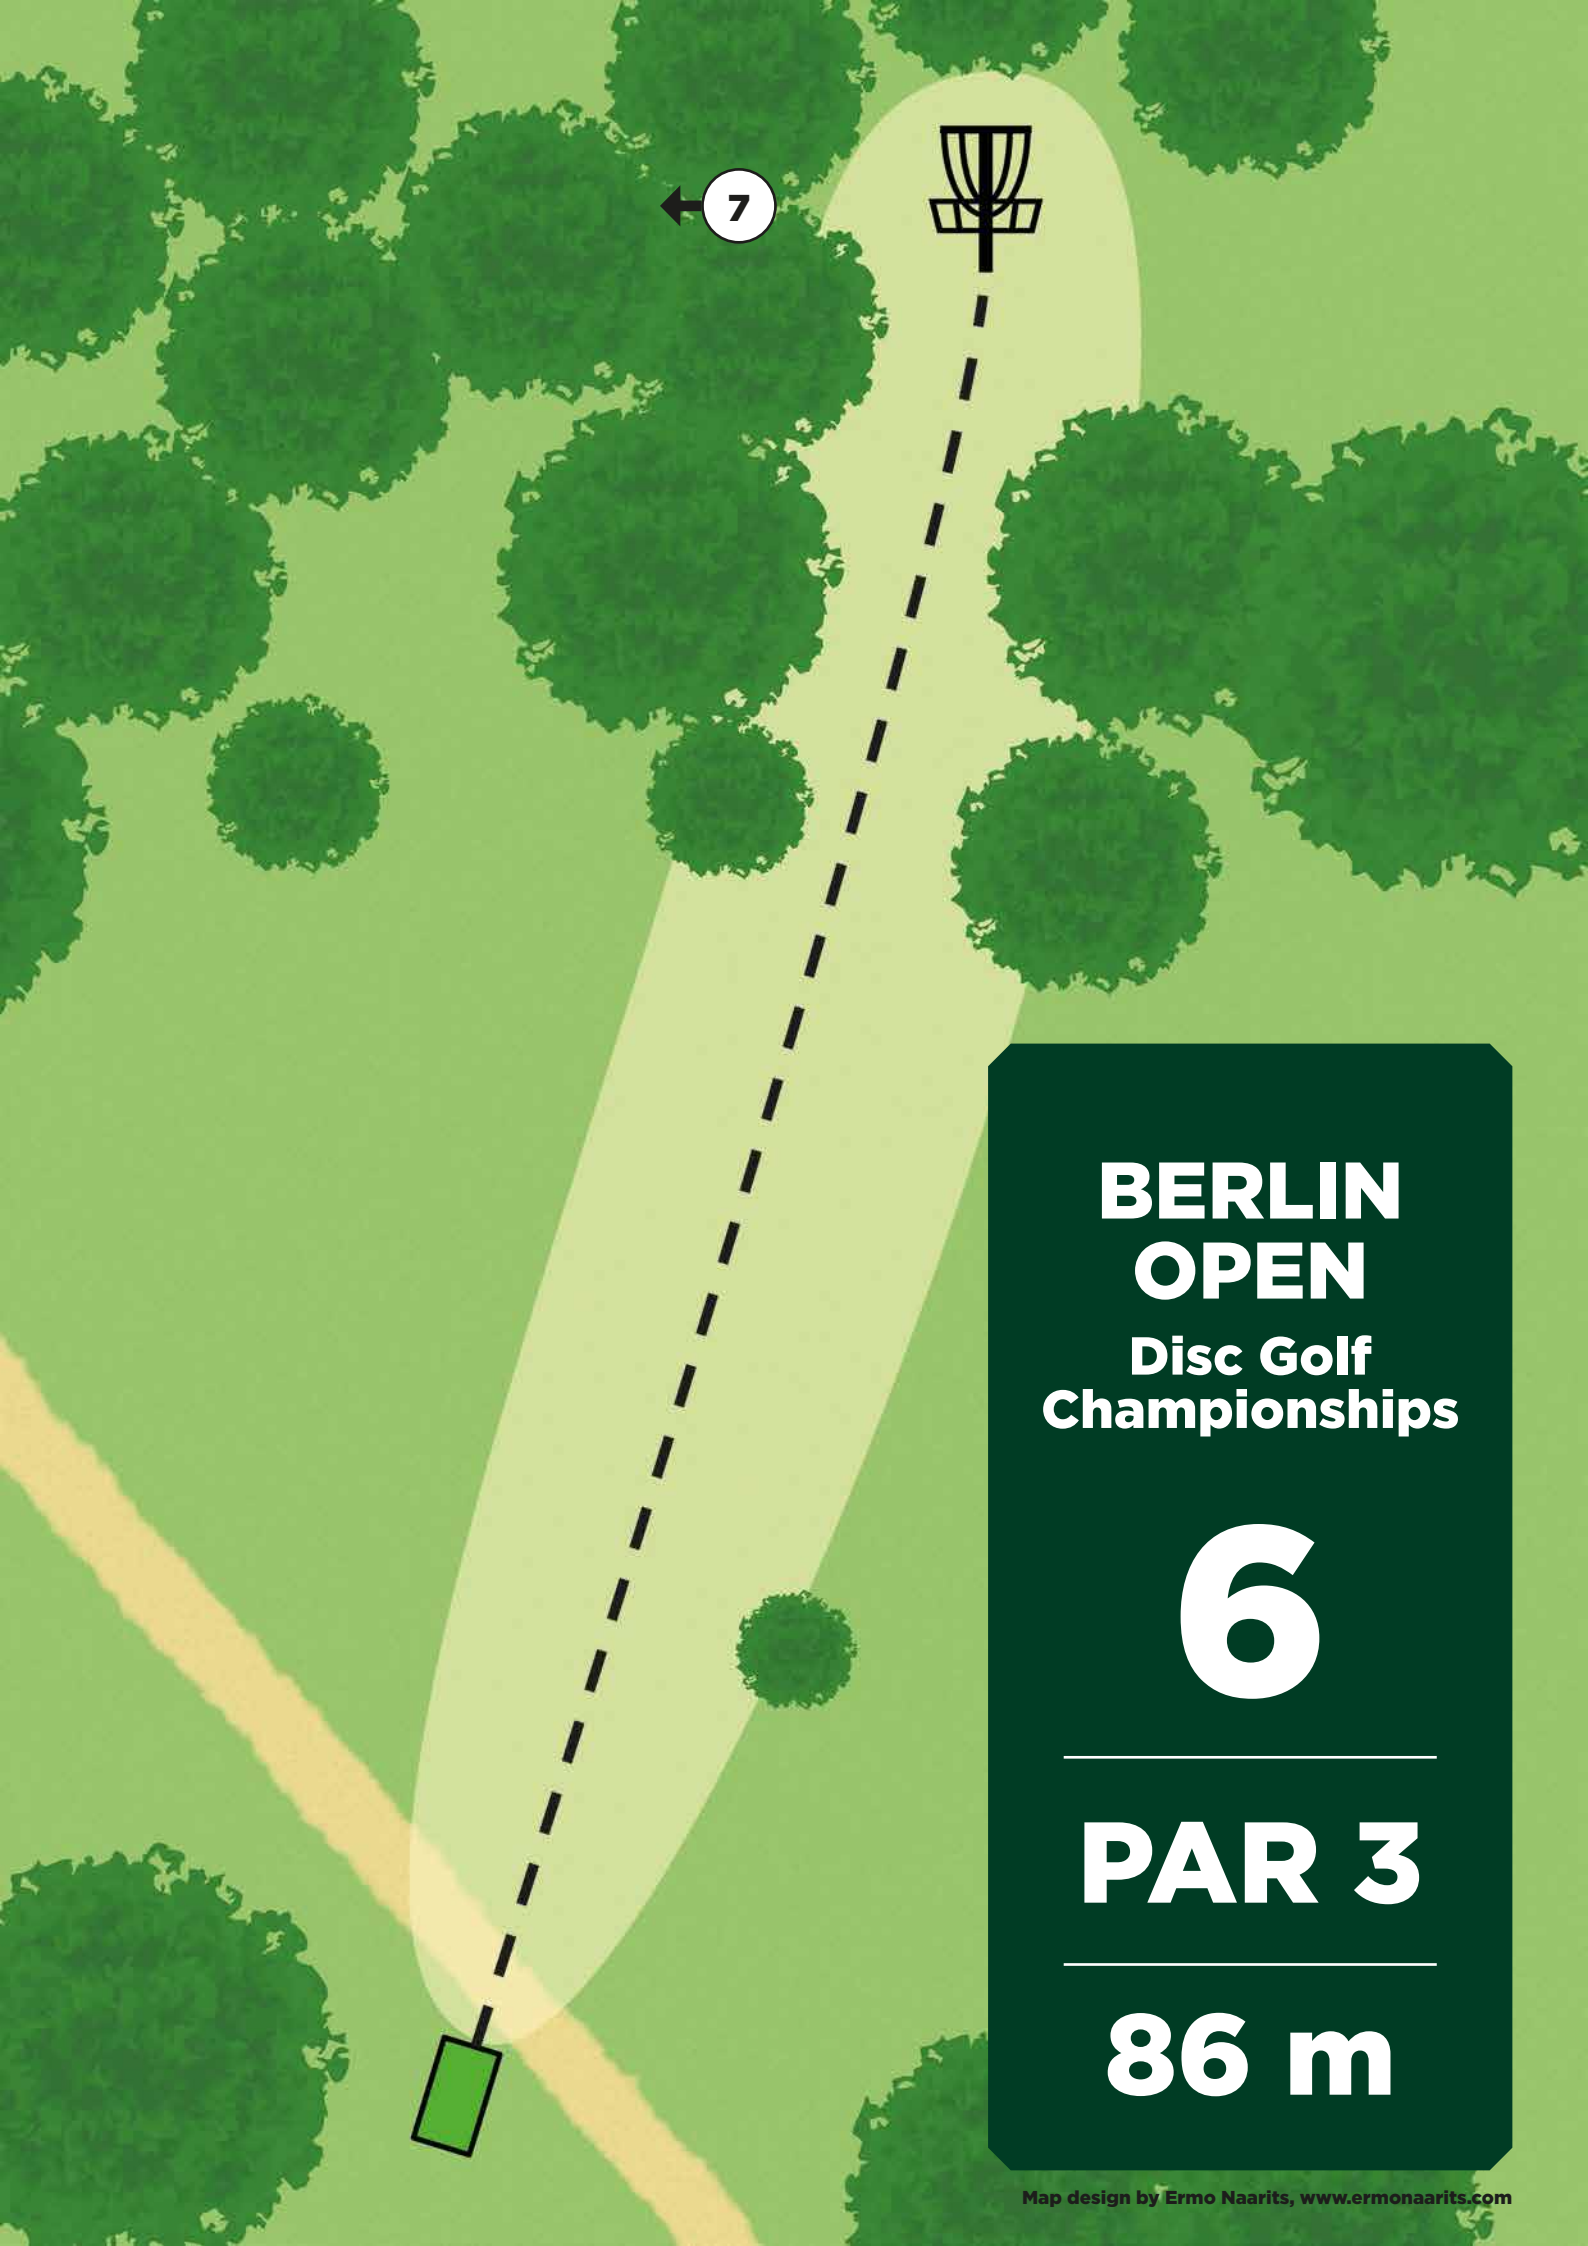 7
BERLIN
OPEN
Disc Golf
Championships
6
PAR 3
86 m
Map design by Ermo Naarits, www.ermonaarits.com